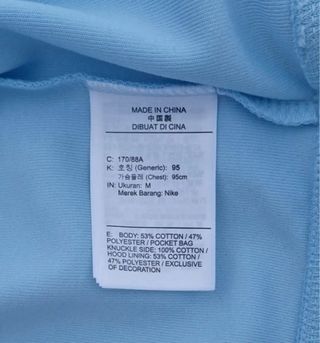 MADE IN CHINA
中國製
DIBUAT DI CINA
C: 170/88A
K: 호칭 (Generic): 95
가슴둘레 (Chest): 95cm
IN: Ukuran: M
Merek Barang: Nike
E: BODY: 53% COTTON / 47%
POLYESTER / POCKET BAG
KNUCKLE SIDE: 100% COTTON /
HOOD LINING: 53% COTTON /
47% POLYESTER / EXCLUSIVE
OF DECORATION